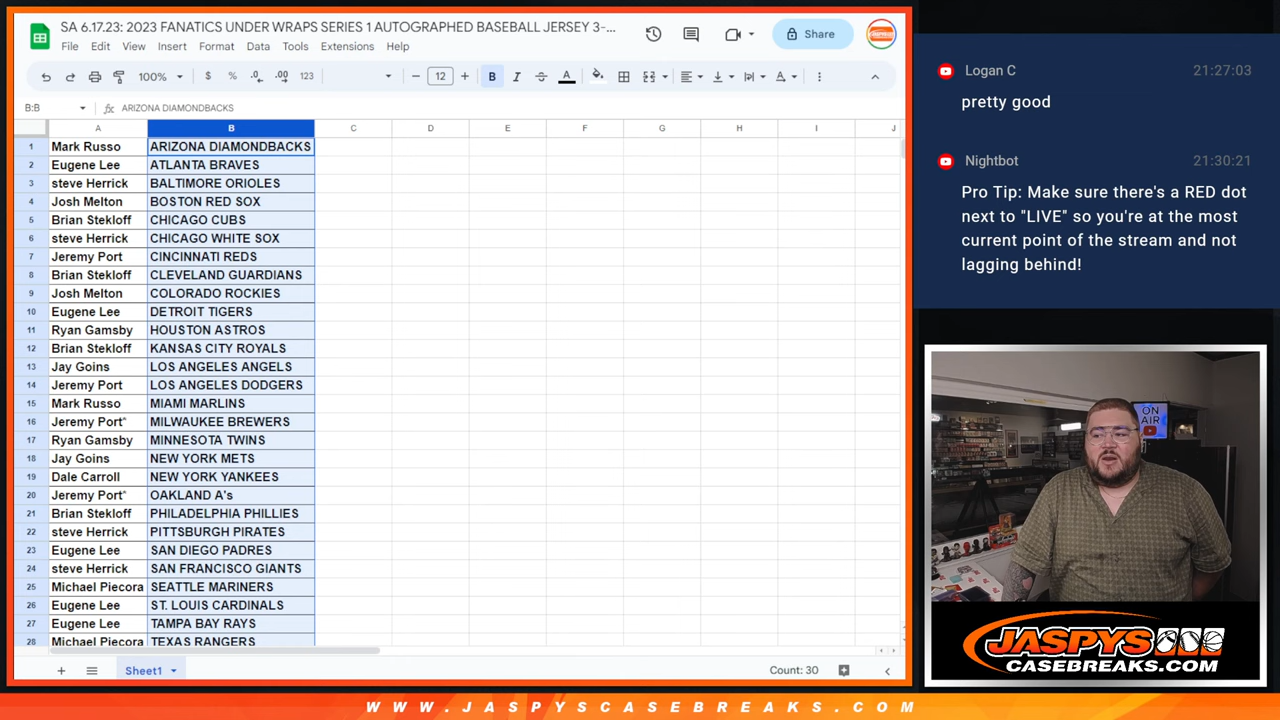 SA 6.17.23: 2023 FANATICS UNDER WRAPS SERIES 1 AUTOGRAPHED BASEBALL JERSEY 3-...
File Edit View Insert Format Data Tools Extensions Help
Share
100% $ % .0 .00 123 12 B I A
B:B fx ARIZONA DIAMONDBACKS
A B C D E F G H I J
1 Mark Russo ARIZONA DIAMONDBACKS
2 Eugene Lee ATLANTA BRAVES
3 steve Herrick BALTIMORE ORIOLES
4 Josh Melton BOSTON RED SOX
5 Brian Stekloff CHICAGO CUBS
6 steve Herrick CHICAGO WHITE SOX
7 Jeremy Port CINCINNATI REDS
8 Brian Stekloff CLEVELAND GUARDIANS
9 Josh Melton COLORADO ROCKIES
10 Eugene Lee DETROIT TIGERS
11 Ryan Gamsby HOUSTON ASTROS
12 Brian Stekloff KANSAS CITY ROYALS
13 Jay Goins LOS ANGELES ANGELS
14 Jeremy Port LOS ANGELES DODGERS
15 Mark Russo MIAMI MARLINS
16 Jeremy Port* MILWAUKEE BREWERS
17 Ryan Gamsby MINNESOTA TWINS
18 Jay Goins NEW YORK METS
19 Dale Carroll NEW YORK YANKEES
20 Jeremy Port* OAKLAND A's
21 Brian Stekloff PHILADELPHIA PHILLIES
22 steve Herrick PITTSBURGH PIRATES
23 Eugene Lee SAN DIEGO PADRES
24 steve Herrick SAN FRANCISCO GIANTS
25 Michael Piecora SEATTLE MARINERS
26 Eugene Lee ST. LOUIS CARDINALS
27 Eugene Lee TAMPA BAY RAYS
28 Michael Piecora TEXAS RANGERS
Sheet1 Count: 30
Logan C 21:27:03
pretty good
Nightbot 21:30:21
Pro Tip: Make sure there's a RED dot
next to "LIVE" so you're at the most
current point of the stream and not
lagging behind!
ON
AIR
JASPYS
CASEBREAKS.COM
WWW.JASPYSCASEBREAKS.COM